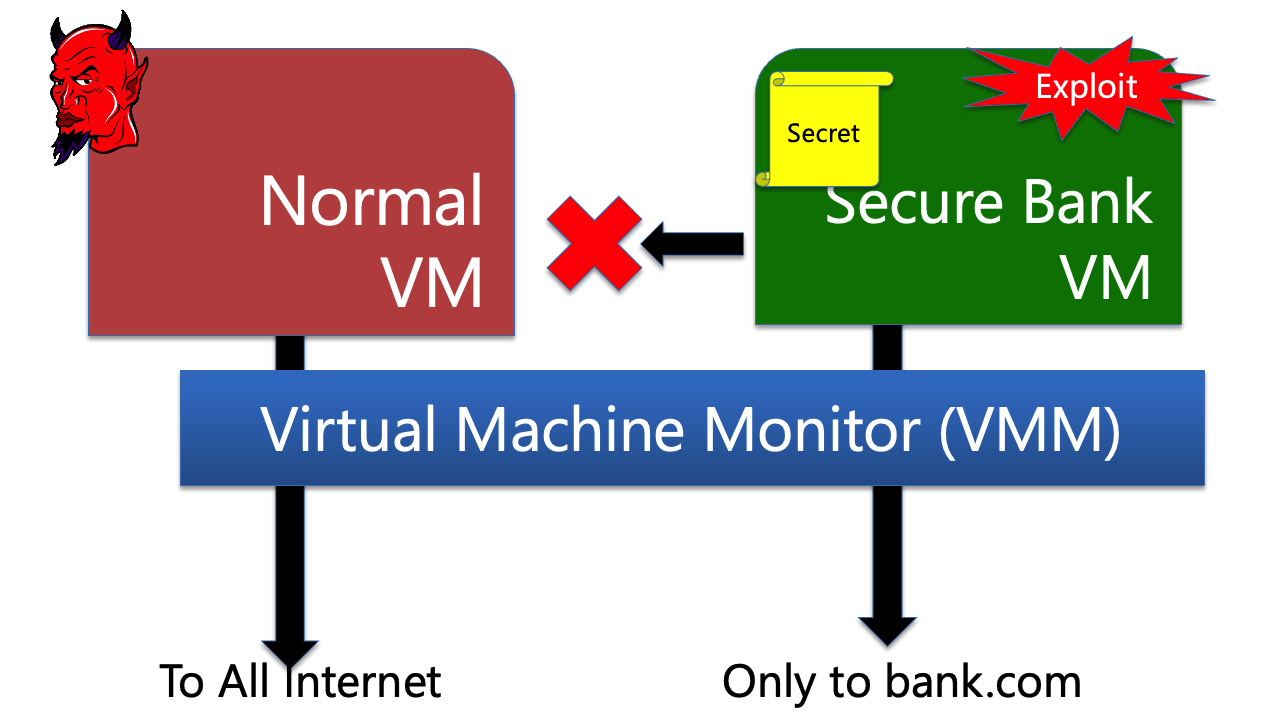 Normal
VM
Secret
Exploit
Secure Bank
VM
Virtual Machine Monitor (VMM)
To All Internet
Only to bank.com